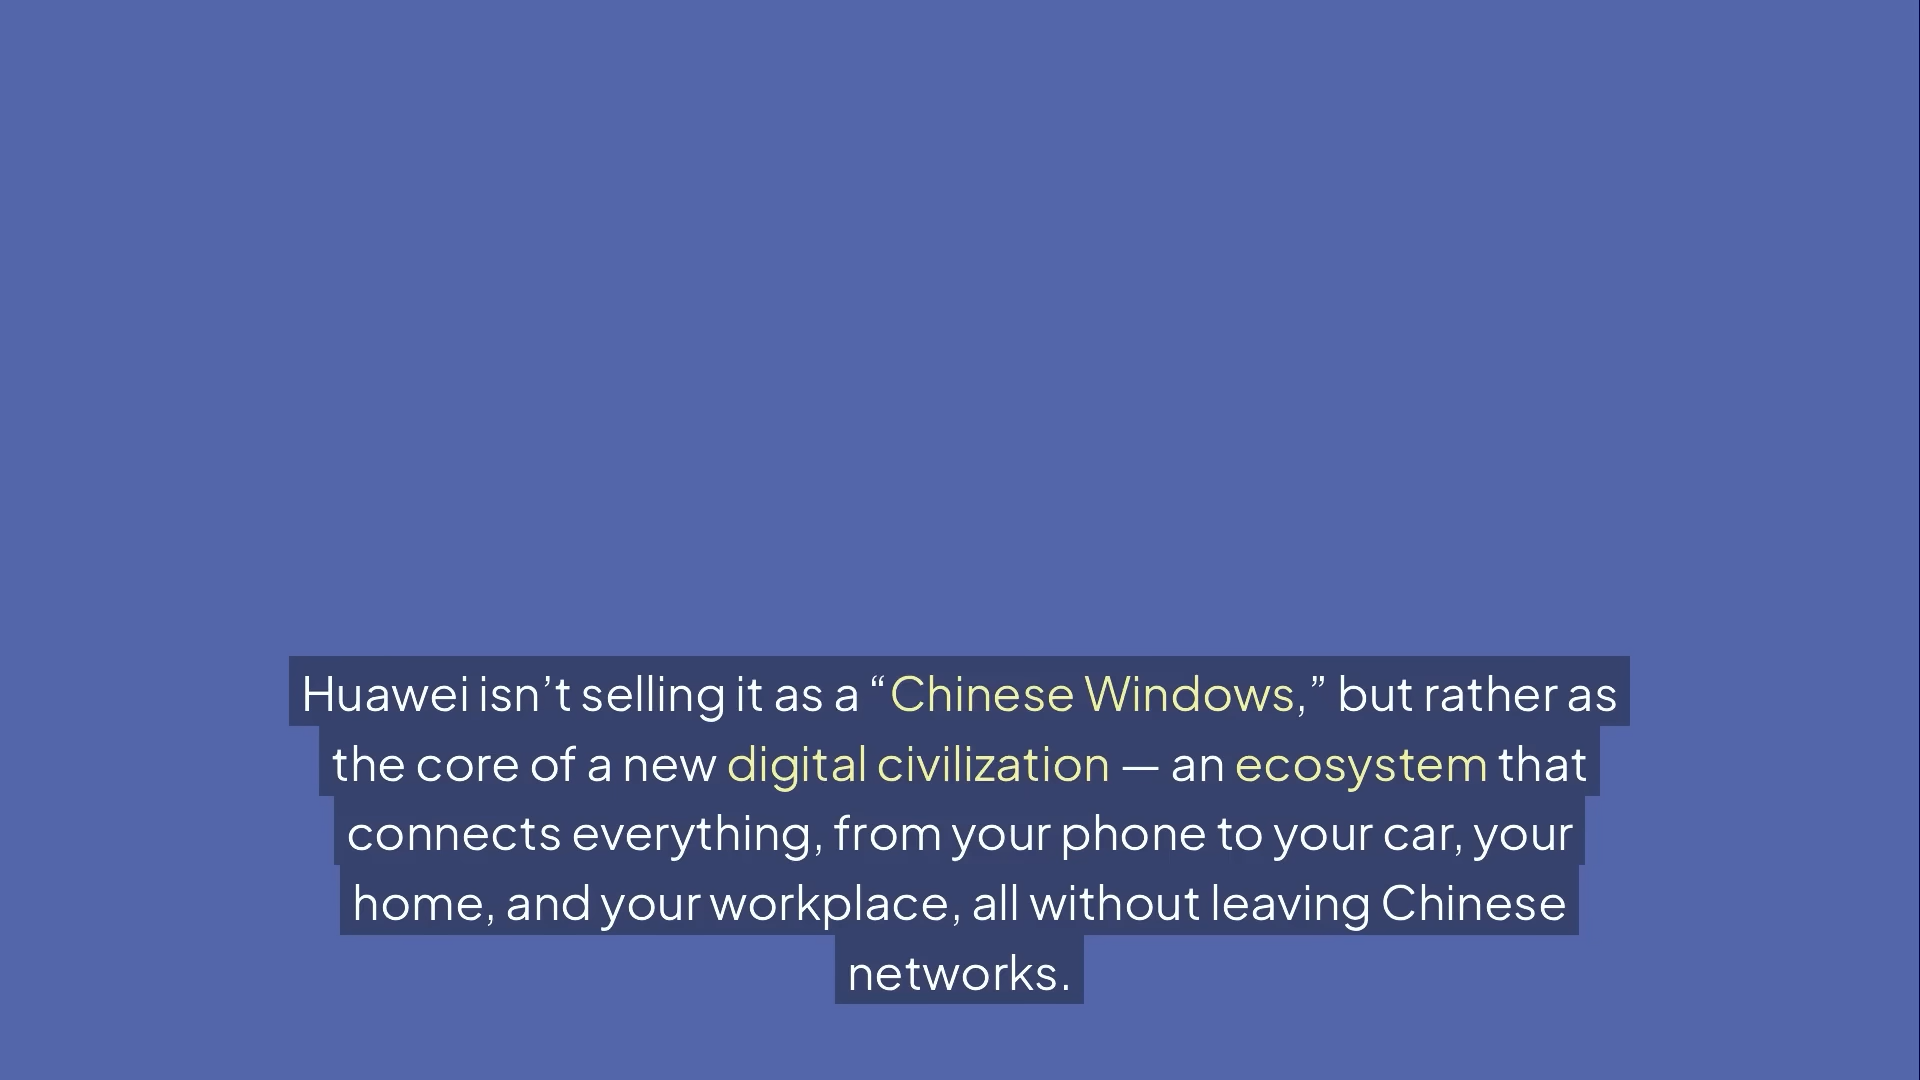 Huawei isn’t selling it as a “Chinese Windows,” but rather as
the core of a new digital civilization — an ecosystem that
connects everything, from your phone to your car, your
home, and your workplace, all without leaving Chinese
networks.